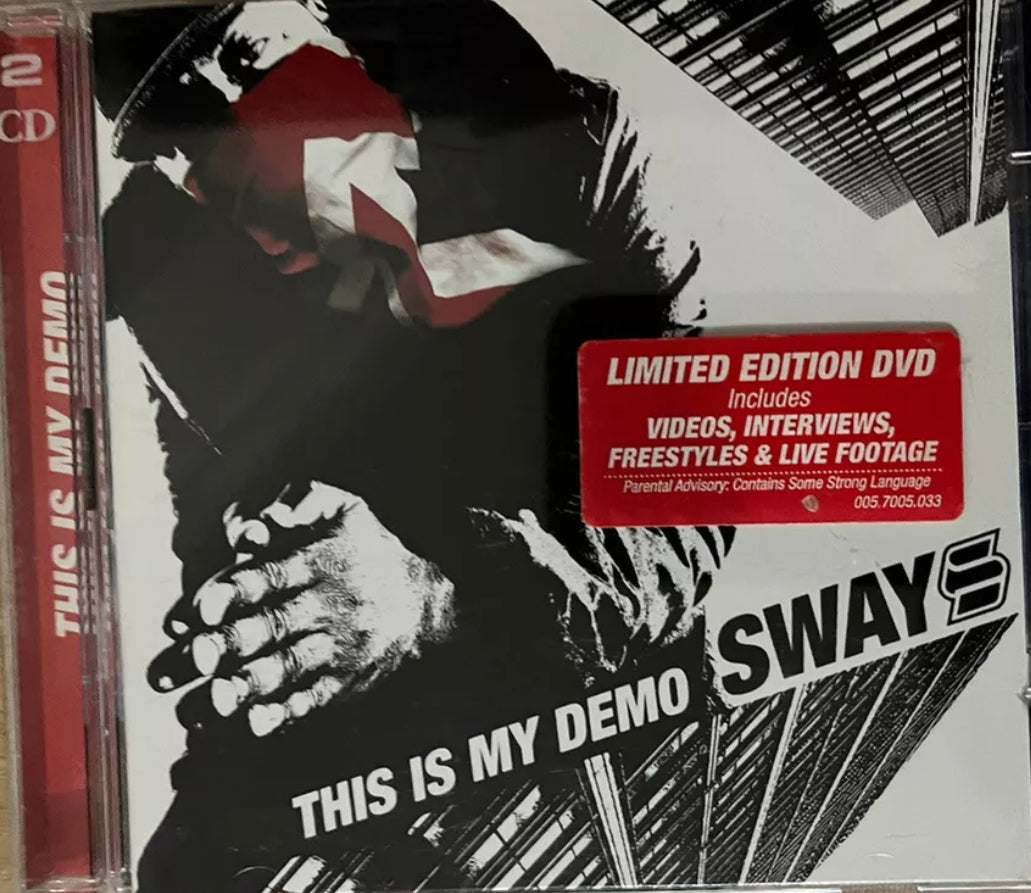 2
CD
THIS IS MY DEMO
LIMITED EDITION DVD
Includes
VIDEOS, INTERVIEWS,
FREESTYLES & LIVE FOOTAGE
Parental Advisory: Contains Some Strong Language
005.7005.033
SWAY S
THIS IS MY DEMO